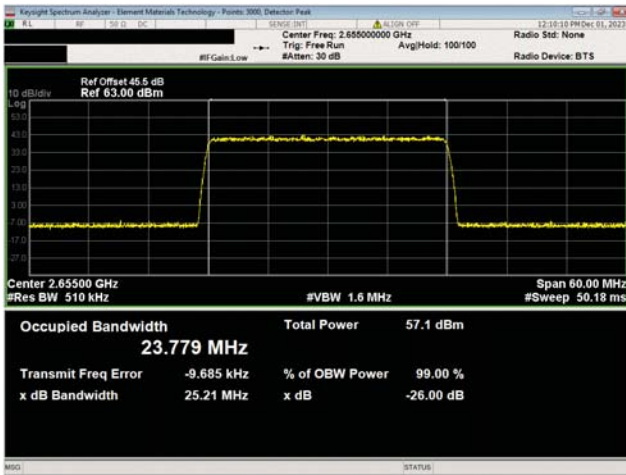 Keysight Spectrum Analyzer - Element Materials Technology - Points: 3000, Detector: Peak
RL RF 50 Ω DC SENSE:INT ALIGN OFF 12:10:10 PM Dec 01, 2023
Center Freq: 2.655000000 GHz Radio Std: None
Trig: Free Run Avg|Hold: 100/100
#IFGain:Low #Atten: 30 dB Radio Device: BTS
Ref Offset 45.5 dB
10 dB/div Ref 63.00 dBm
Log
53.0
43.0
33.0
23.0
13.0
3.00
-7.00
-17.0
-27.0
Center 2.65500 GHz Span 60.00 MHz
#Res BW 510 kHz #VBW 1.6 MHz #Sweep 50.18 ms
Occupied Bandwidth Total Power 57.1 dBm
23.779 MHz
Transmit Freq Error -9.685 kHz % of OBW Power 99.00 %
x dB Bandwidth 25.21 MHz x dB -26.00 dB
MSG STATUS